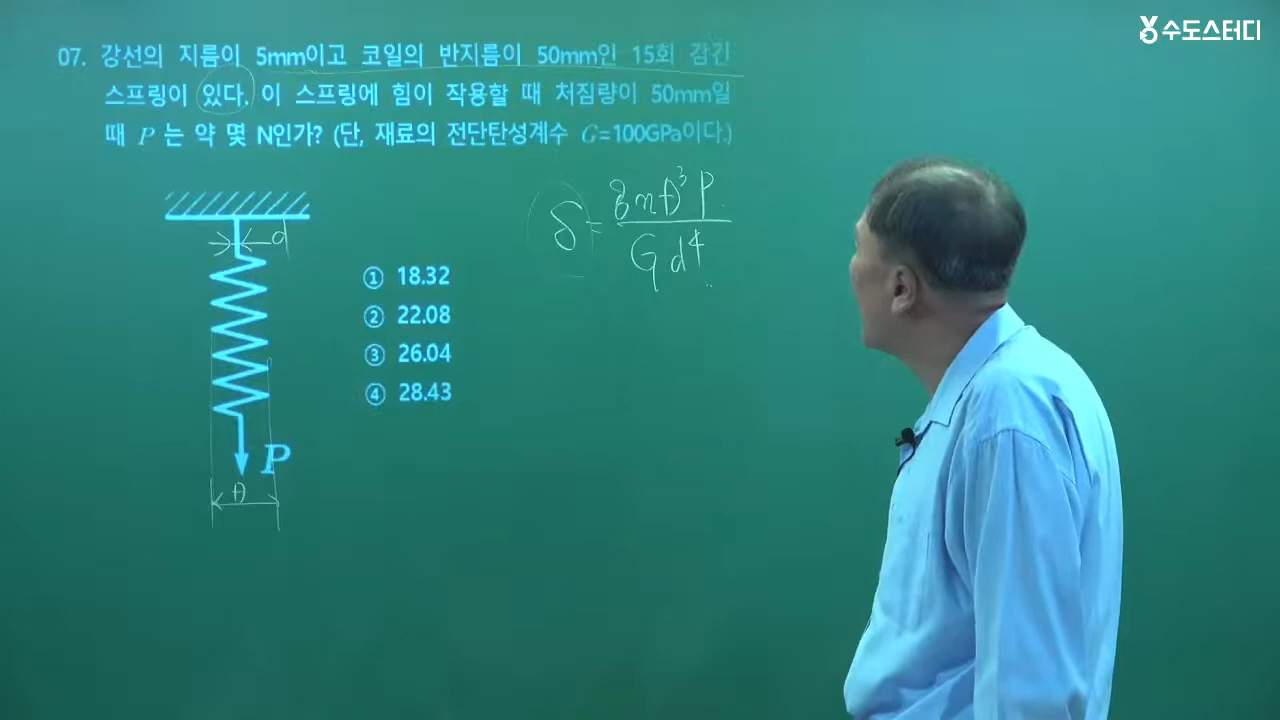 수도스터디
07. 강선의 지름이 5mm이고 코일의 반지름이 50mm인 15회 감긴
스프링이 있다. 이 스프링에 힘이 작용할 때 처짐량이 50mm일
때 P 는 약 몇 N인가? (단, 재료의 전단탄성계수 G=100GPa이다.)
δ = 8nD³P / Gd⁴
d
① 18.32
② 22.08
③ 26.04
④ 28.43
P
D